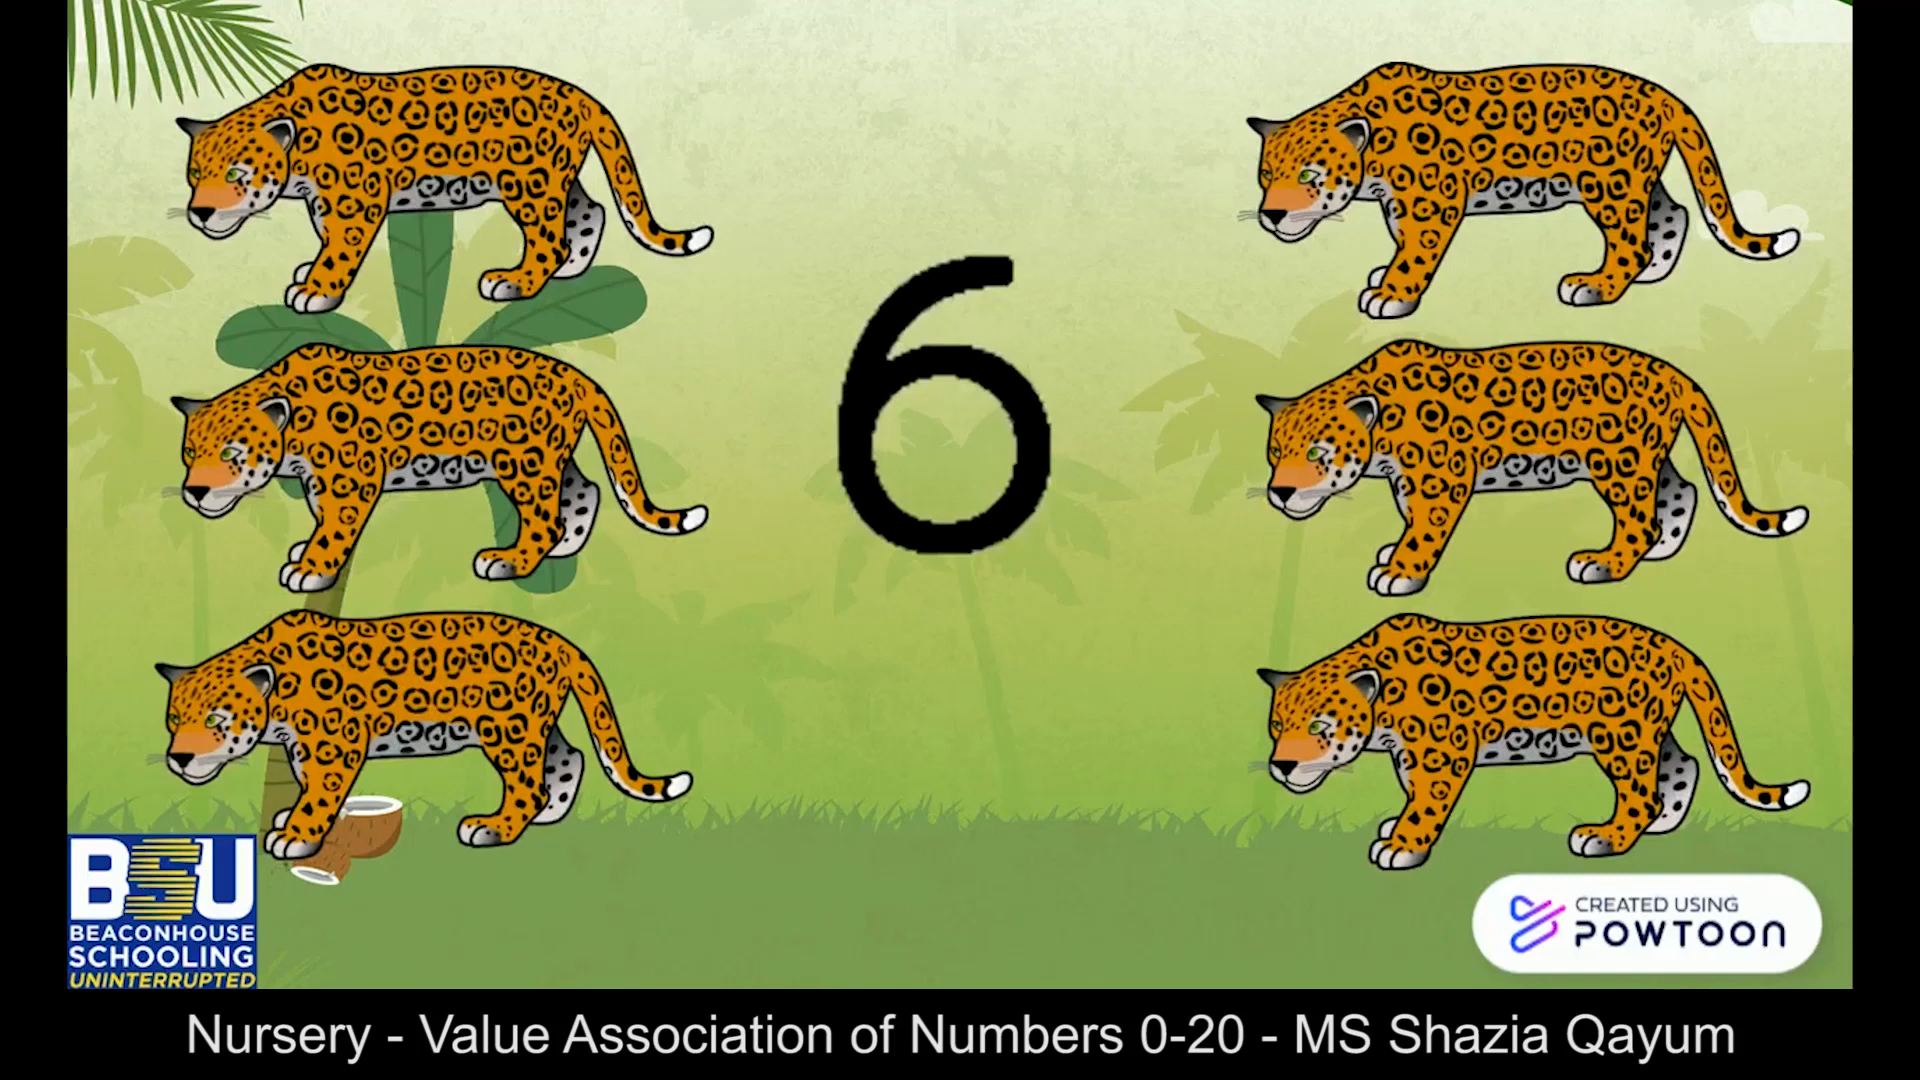 6
BSU
BEACONHOUSE
SCHOOLING
UNINTERRUPTED
CREATED USING
POWTOON
Nursery - Value Association of Numbers 0-20 - MS Shazia Qayum